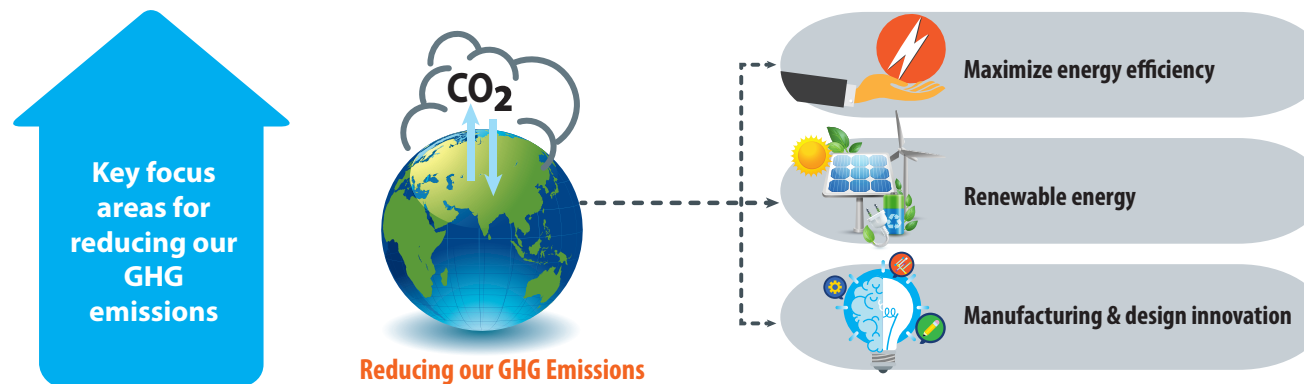 Key focus
areas for
reducing our
GHG
emissions
CO2
Reducing our GHG Emissions
Maximize energy efficiency
Renewable energy
Manufacturing & design innovation